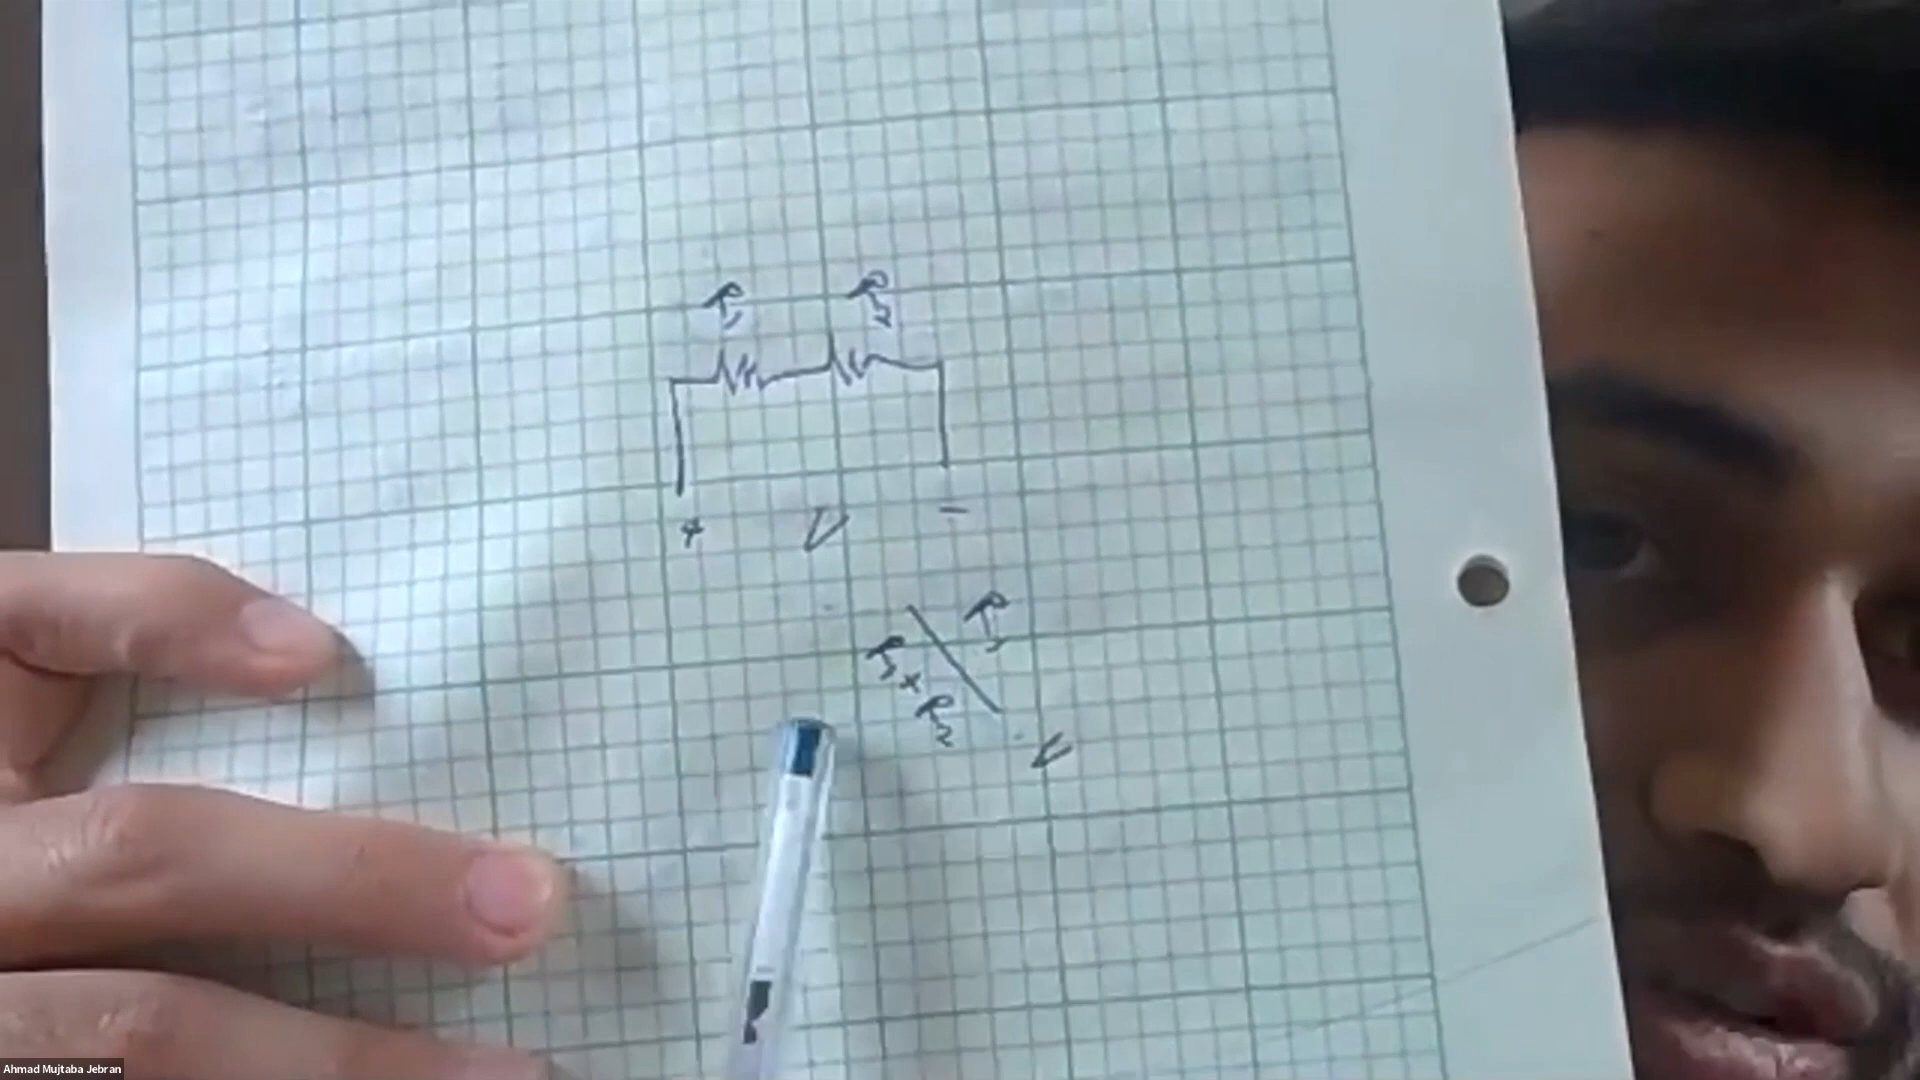 R1 R2
+ V -
R1
R1 + R2
V
Ahmad Mujtaba Jebran